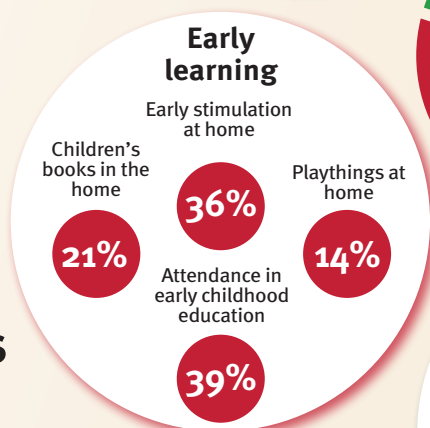 Early
learning
Early stimulation
at home
36%
Children's
books in the
home
21%
Playthings at
home
14%
Attendance in
early childhood
education
39%
s